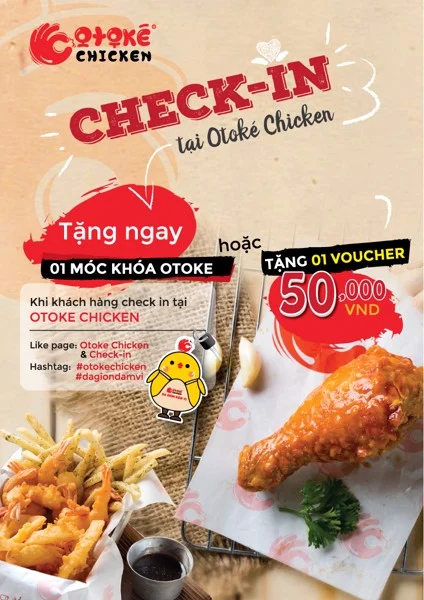 OTOKÉ
CHICKEN
CHECK-IN
tại Otoké Chicken
Tặng ngay
01 MÓC KHÓA OTOKE
hoặc
TẶNG 01 VOUCHER
50,000
VND
Khi khách hàng check in tại
OTOKE CHICKEN
Like page: Otoke Chicken
& Check-in
Hashtag: #otokechicken
#dagiondamvi